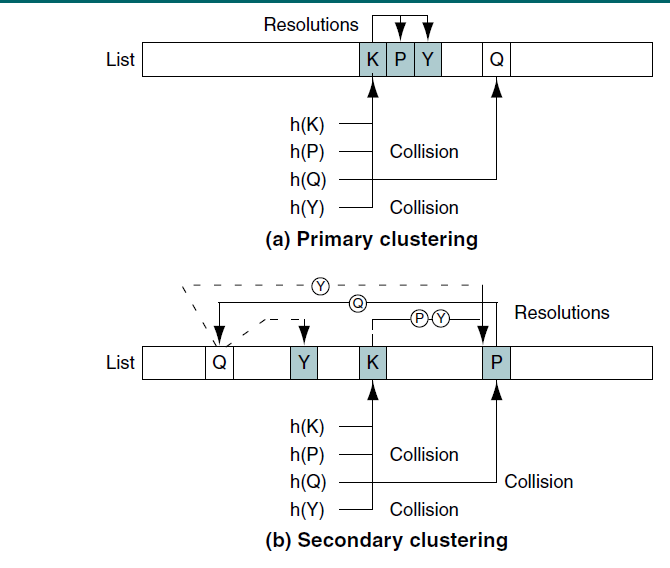 Resolutions
List K P Y Q
h(K)
h(P) Collision
h(Q)
h(Y) Collision
(a) Primary clustering
Y
Q
P Y Resolutions
List Q Y K P
h(K)
h(P) Collision
h(Q) Collision
h(Y) Collision
(b) Secondary clustering